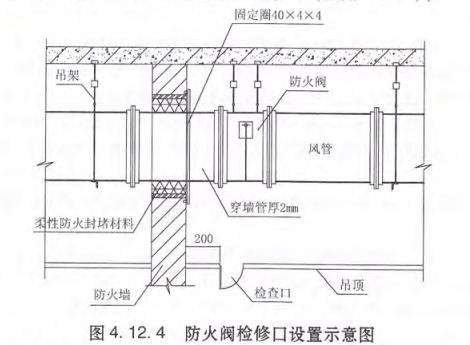 固定圈40×4×4
吊架
防火阀
风管
穿墙管厚2mm
柔性防火封堵材料
200
防火墙
检查口
吊顶
图4.12.4 防火阀检修口设置示意图